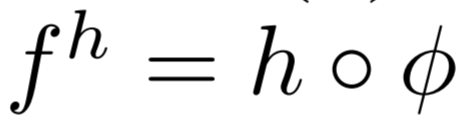 f^h = h ∘ ϕ